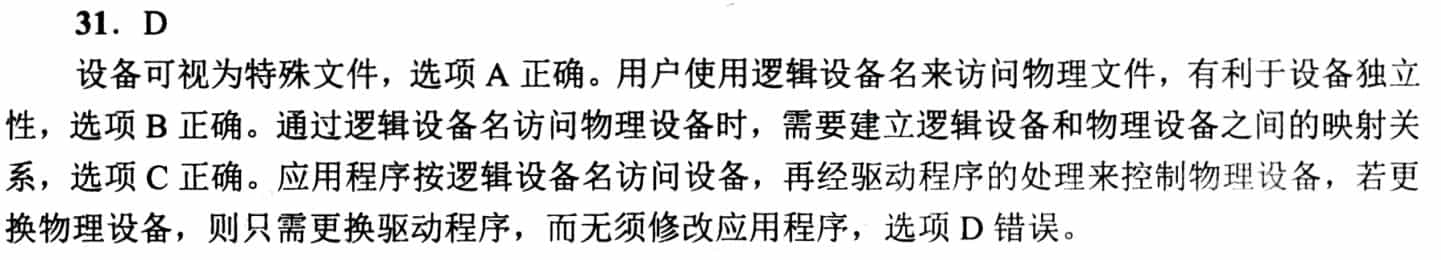 31. D
设备可视为特殊文件，选项 A 正确。用户使用逻辑设备名来访问物理文件，有利于设备独立
性，选项 B 正确。通过逻辑设备名访问物理设备时，需要建立逻辑设备和物理设备之间的映射关
系，选项 C 正确。应用程序按逻辑设备名访问设备，再经驱动程序的处理来控制物理设备，若更
换物理设备，则只需更换驱动程序，而无须修改应用程序，选项 D 错误。